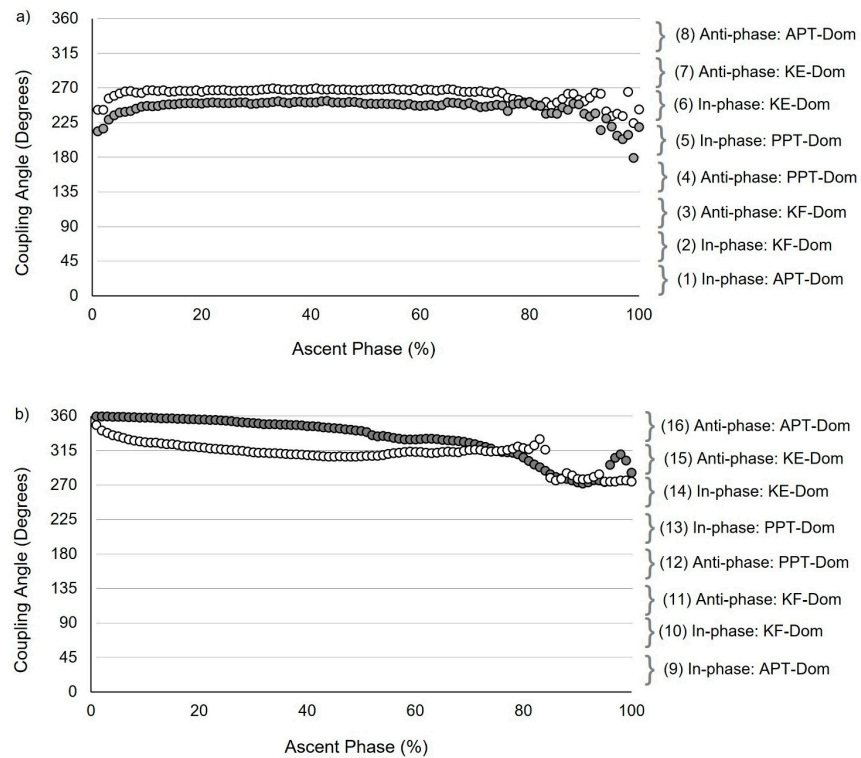 a)
360
315
270
225
180
135
90
45
0
Coupling Angle (Degrees)
0 20 40 60 80 100
Ascent Phase (%)
(8) Anti-phase: APT-Dom
(7) Anti-phase: KE-Dom
(6) In-phase: KE-Dom
(5) In-phase: PPT-Dom
(4) Anti-phase: PPT-Dom
(3) Anti-phase: KF-Dom
(2) In-phase: KF-Dom
(1) In-phase: APT-Dom
b)
360
315
270
225
180
135
90
45
0
Coupling Angle (Degrees)
0 20 40 60 80 100
Ascent Phase (%)
(16) Anti-phase: APT-Dom
(15) Anti-phase: KE-Dom
(14) In-phase: KE-Dom
(13) In-phase: PPT-Dom
(12) Anti-phase: PPT-Dom
(11) Anti-phase: KF-Dom
(10) In-phase: KF-Dom
(9) In-phase: APT-Dom